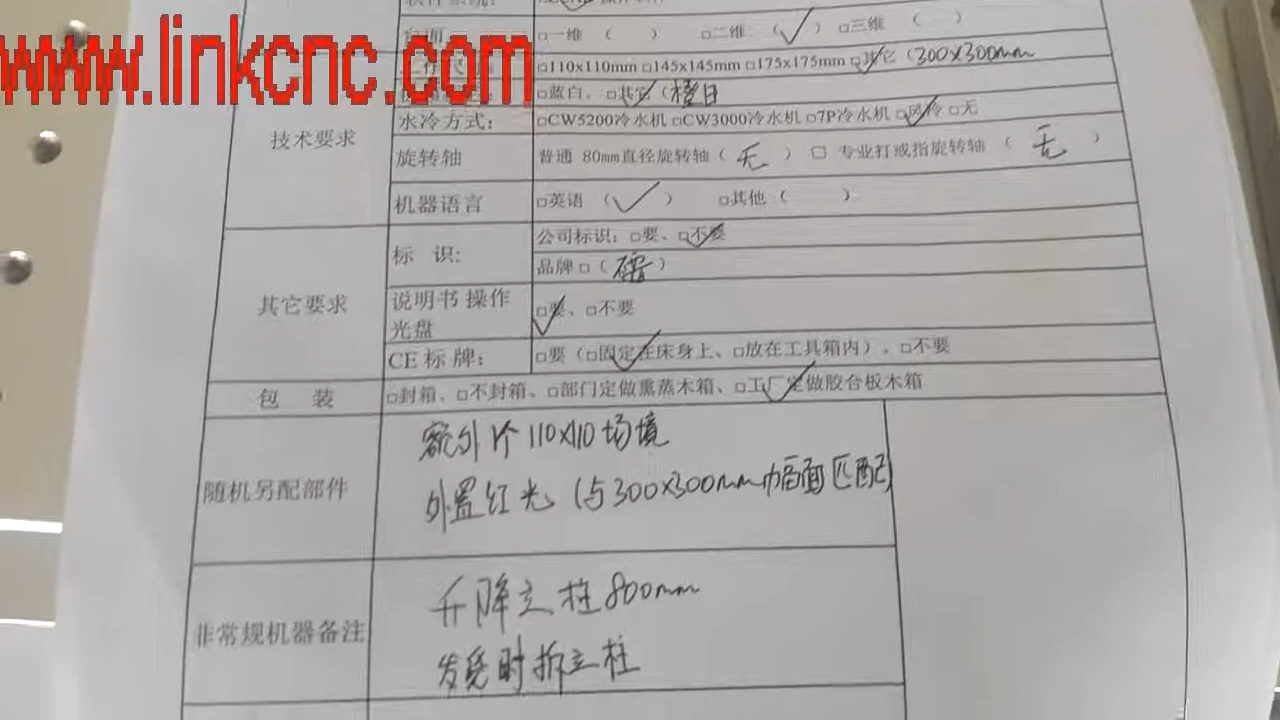 台面 □一维 （ ） □二维 （√） □三维 （ ）
www.linkcnc.com
□110x110mm □145x145mm □175x175mm □其它（300x300mm
□蓝白、□其它（橙白
水冷方式： □CW5200冷水机 □CW3000冷水机 □7P冷水机 □风冷 □无
技术要求
旋转轴 普通 80mm直径旋转轴（无 ） □ 专业打戒指旋转轴 （ 无 ）
机器语言 □英语 （√） □其他（ ）
标 识: 公司标识：□要、□不要
品牌 □（ ）
其它要求
说明书 操作光盘 □要、□不要
CE 标 牌： □要（□固定在床身上、□放在工具箱内）、□不要
包 装 □封箱、□不封箱、□部门定做熏蒸木箱、□工厂定做胶合板木箱
额外1个 110x110 场境
随机另配部件
外置红光（与300x300mm幅面匹配）
升降立柱800mm
非常规机器备注
发货时拆立柱